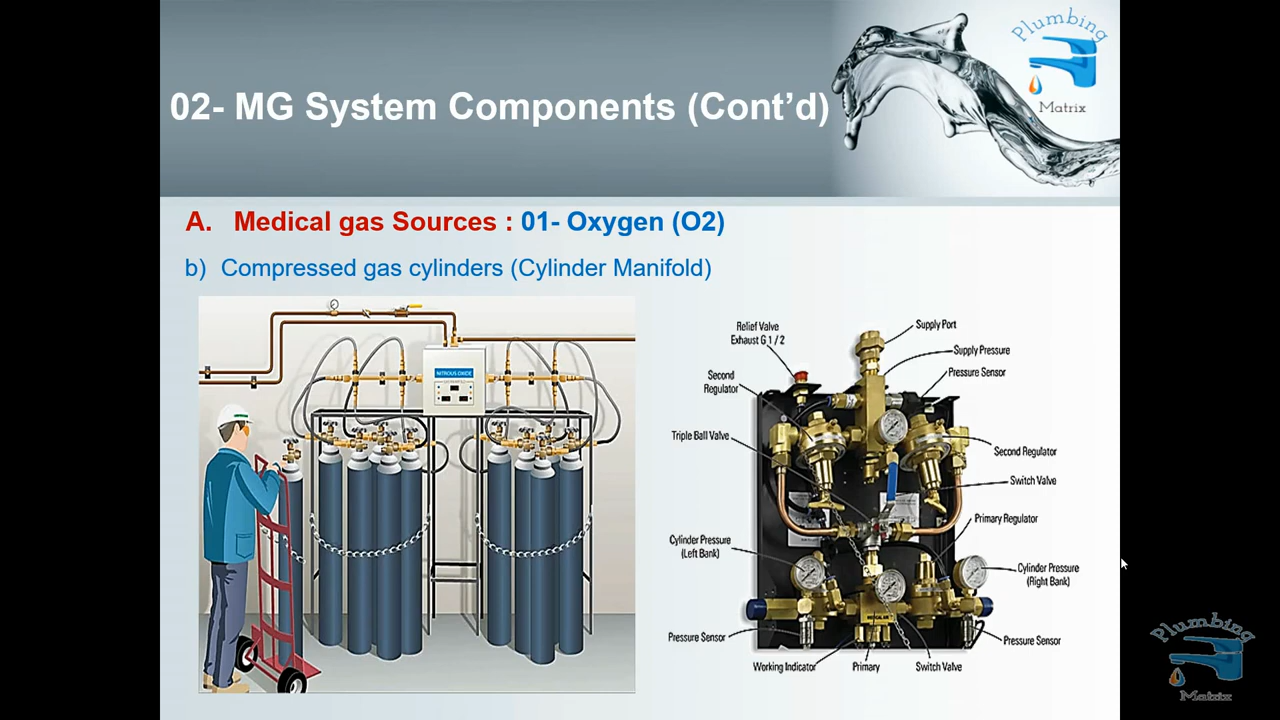 Plumbing
Matrix
02- MG System Components (Cont’d)
A. Medical gas Sources : 01- Oxygen (O2)
b) Compressed gas cylinders (Cylinder Manifold)
NITROUS OXIDE
Relief Valve
Exhaust G 1 / 2
Supply Port
Supply Pressure
Pressure Sensor
Second
Regulator
Triple Ball Valve
Second Regulator
Switch Valve
Primary Regulator
Cylinder Pressure
(Left Bank)
Cylinder Pressure
(Right Bank)
Pressure Sensor
Pressure Sensor
Working Indicator
Primary
Switch Valve
Plumbing
Matrix